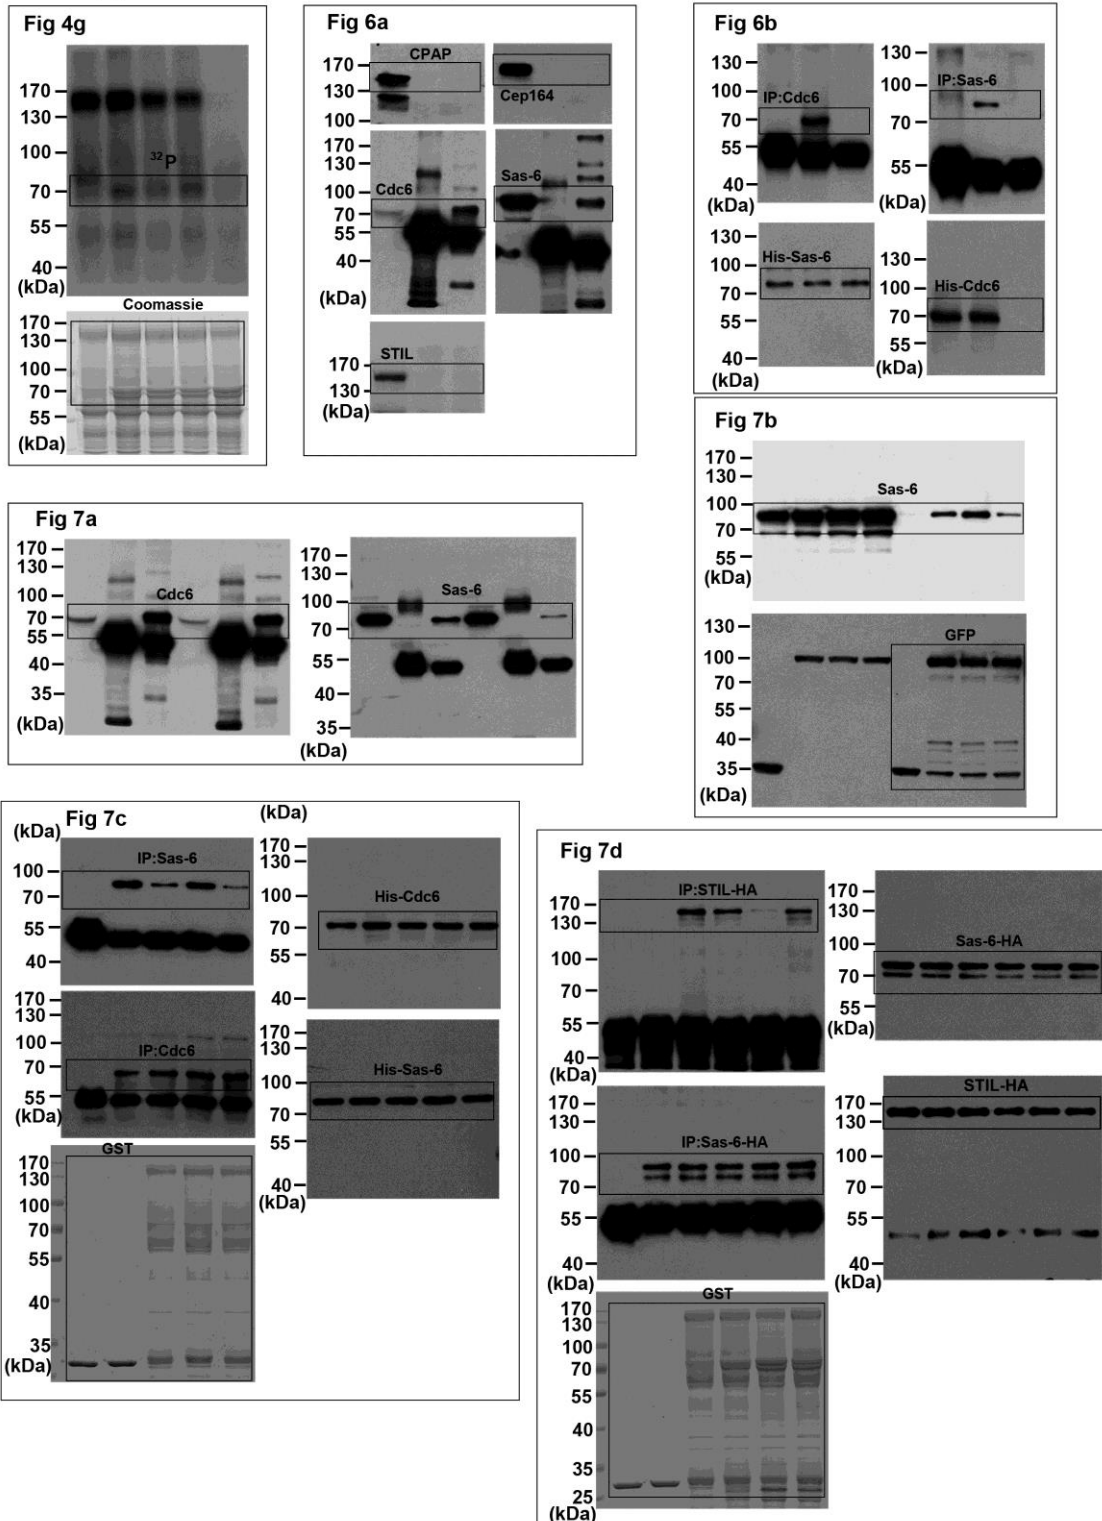 Fig 4g
170
130
100
32P
70
55
40
(kDa)
Coomassie
170
130
100
70
55
(kDa)
Fig 6a
CPAP
170
130
100
Cep164
170
130
100
Cdc6
70
55
40
(kDa)
Sas-6
STIL
170
130
(kDa)
Fig 6b
130
100
IP:Cdc6
70
55
40
(kDa)
130
IP:Sas-6
100
70
55
(kDa)
130
100
His-Sas-6
70
55
40
(kDa)
130
100
His-Cdc6
70
55
(kDa)
Fig 7b
170
130
Sas-6
100
70
55
(kDa)
130
GFP
100
70
55
40
35
(kDa)
Fig 7a
170
130
100
Cdc6
70
55
40
35
(kDa)
170
130
Sas-6
100
70
55
40
35
(kDa)
Fig 7c
(kDa)
IP:Sas-6
100
70
55
40
170
130
100
IP:Cdc6
70
55
(kDa)
GST
170
130
100
70
55
40
35
(kDa)
(kDa)
170
130
100
His-Cdc6
70
55
40
170
130
His-Sas-6
100
70
55
40
(kDa)
Fig 7d
IP:STIL-HA
170
130
100
70
55
40
(kDa)
170
130
100
Sas-6-HA
70
55
(kDa)
IP:Sas-6-HA
100
70
55
40
(kDa)
STIL-HA
170
130
100
70
55
40
(kDa)
GST
170
130
100
70
55
40
35
25
(kDa)